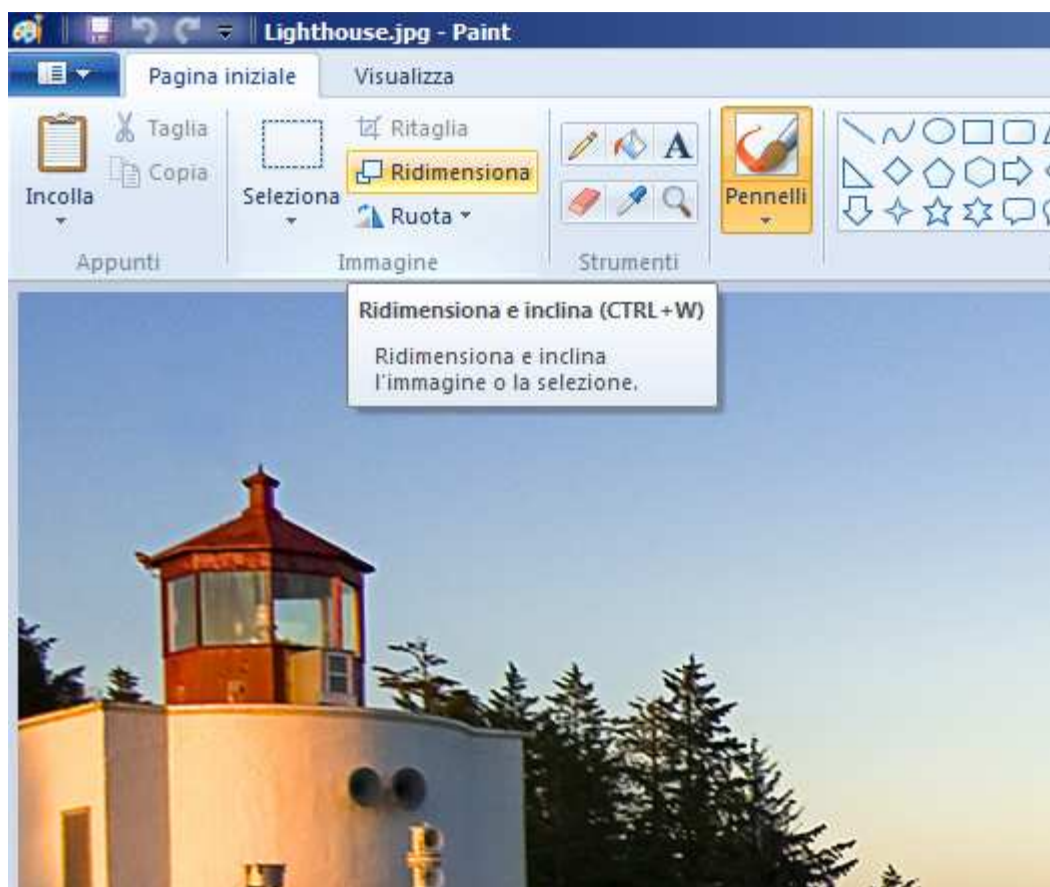 Lighthouse.jpg - Paint
Pagina iniziale Visualizza
Incolla
Taglia
Copia
Appunti
Seleziona
Ritaglia
Ridimensiona
Ruota
Immagine
A
Strumenti
Pennelli
Ridimensiona e inclina (CTRL+W)
Ridimensiona e inclina
l'immagine o la selezione.